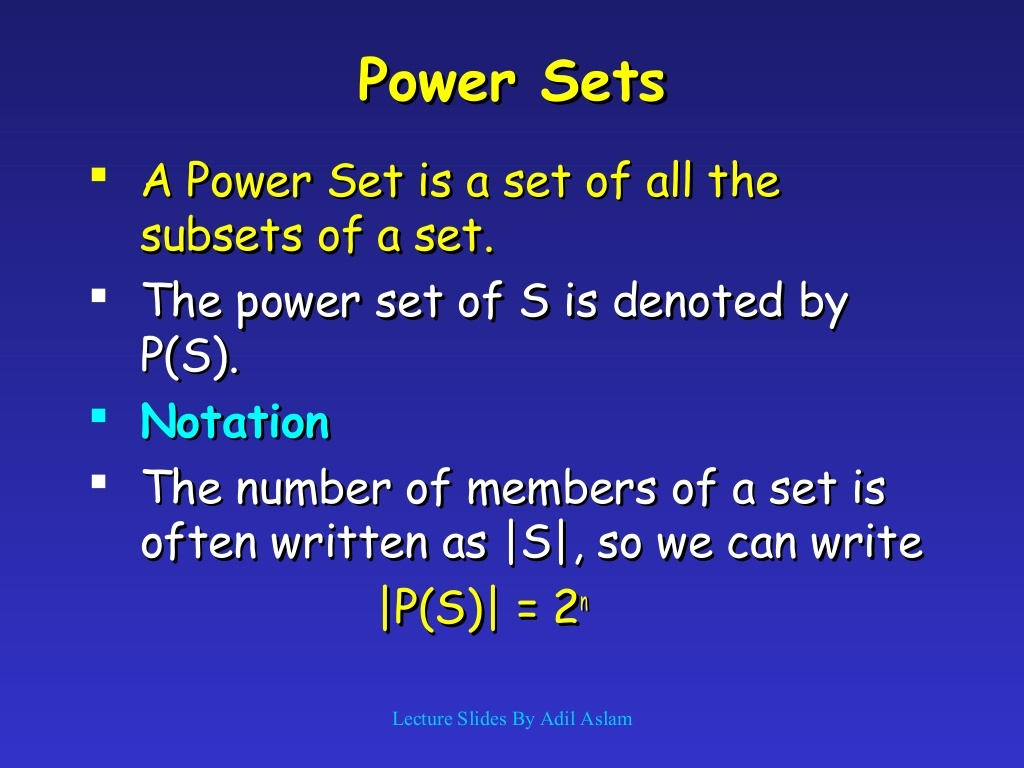 Power Sets
▪ A Power Set is a set of all the
subsets of a set.
▪ The power set of S is denoted by
P(S).
▪ Notation
▪ The number of members of a set is
often written as |S|, so we can write
|P(S)| = 2ⁿ
Lecture Slides By Adil Aslam